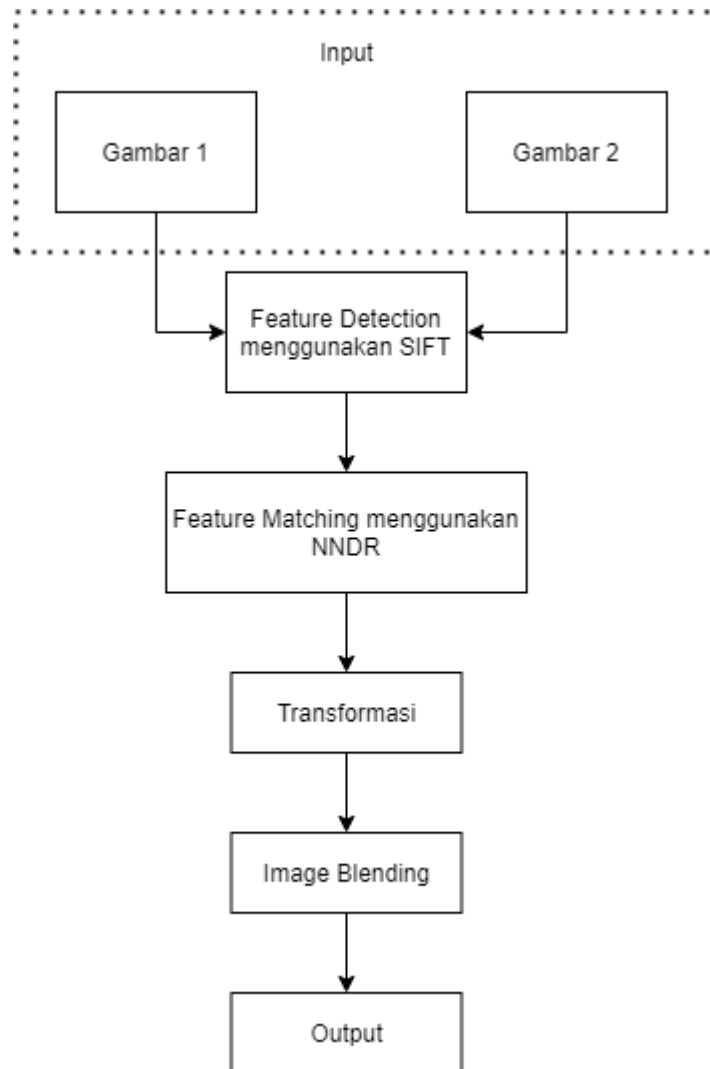 Input
Gambar 1
Gambar 2
Feature Detection
menggunakan SIFT
Feature Matching menggunakan
NNDR
Transformasi
Image Blending
Output